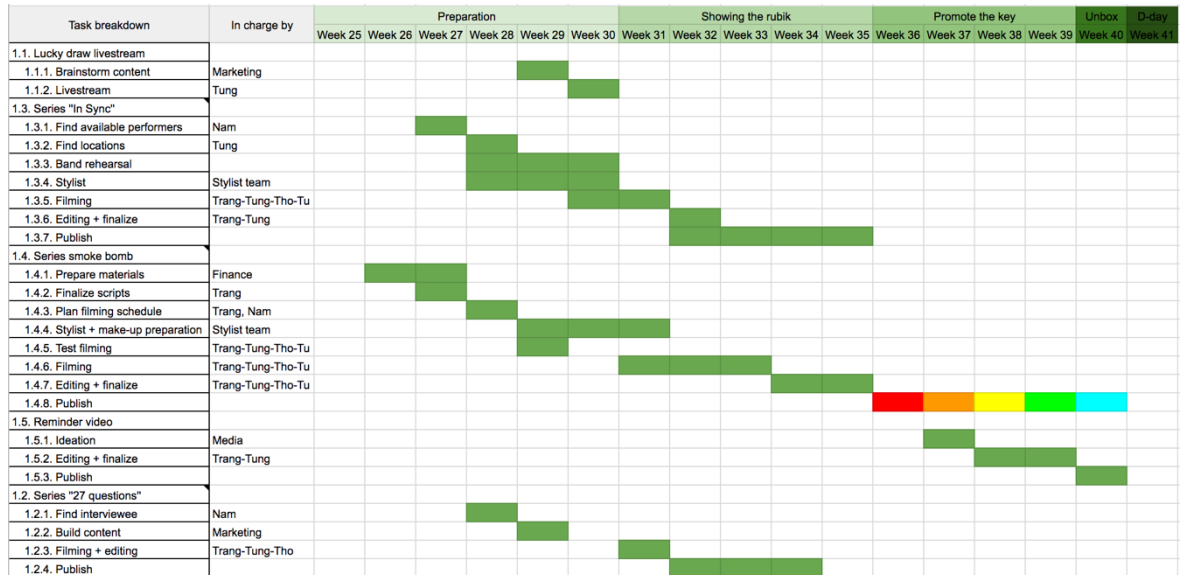 Task breakdown In charge by Preparation Showing the rubik Promote the key Unbox D-day
Week 25 Week 26 Week 27 Week 28 Week 29 Week 30 Week 31 Week 32 Week 33 Week 34 Week 35 Week 36 Week 37 Week 38 Week 39 Week 40 Week 41
1.1. Lucky draw livestream
1.1.1. Brainstorm content Marketing
1.1.2. Livestream Tung
1.3. Series "In Sync"
1.3.1. Find available performers Nam
1.3.2. Find locations Tung
1.3.3. Band rehearsal
1.3.4. Stylist Stylist team
1.3.5. Filming Trang-Tung-Tho-Tu
1.3.6. Editing + finalize Trang-Tung
1.3.7. Publish
1.4. Series smoke bomb
1.4.1. Prepare materials Finance
1.4.2. Finalize scripts Trang
1.4.3. Plan filming schedule Trang, Nam
1.4.4. Stylist + make-up preparation Stylist team
1.4.5. Test filming Trang-Tung-Tho-Tu
1.4.6. Filming Trang-Tung-Tho-Tu
1.4.7. Editing + finalize Trang-Tung-Tho-Tu
1.4.8. Publish
1.5. Reminder video
1.5.1. Ideation Media
1.5.2. Editing + finalize Trang-Tung
1.5.3. Publish
1.2. Series "27 questions"
1.2.1. Find interviewee Nam
1.2.2. Build content Marketing
1.2.3. Filming + editing Trang-Tung-Tho
1.2.4. Publish